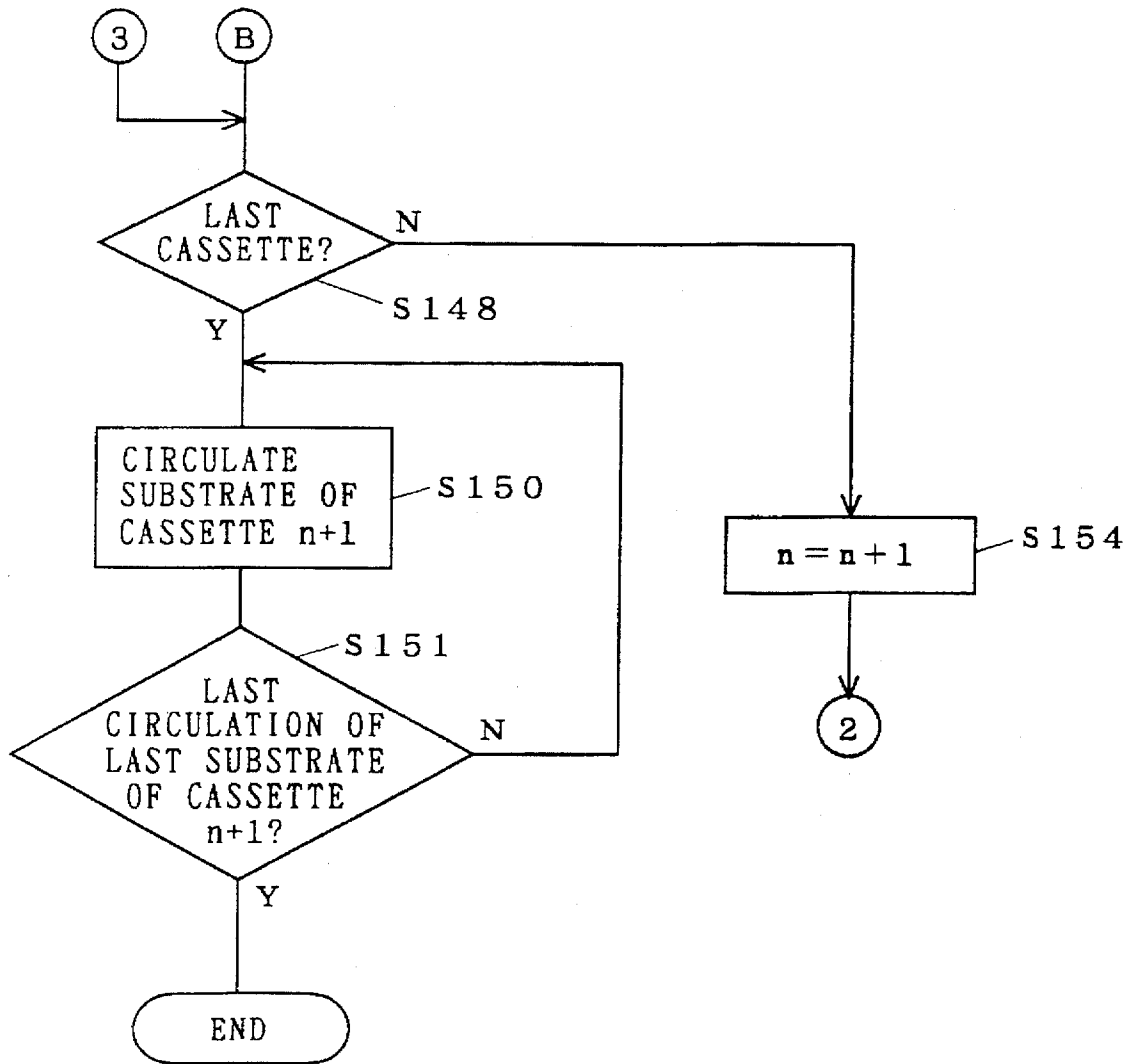 3
B
LAST
CASSETTE?
N
S148
Y
CIRCULATE
SUBSTRATE OF
CASSETTE n+1
S150
n=n+1
S154
S151
LAST
CIRCULATION OF
LAST SUBSTRATE
OF CASSETTE
n+1?
N
2
Y
END